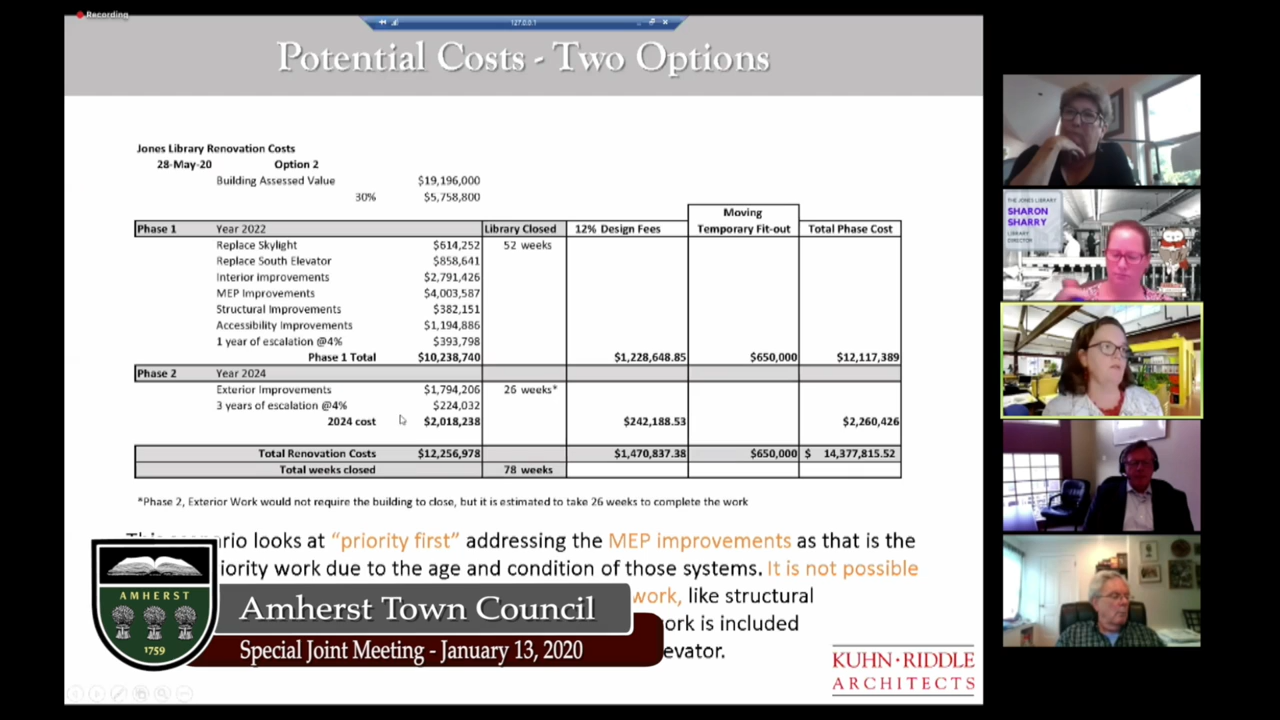 Recording
127.0.0.1
Potential Costs - Two Options
Jones Library Renovation Costs
28-May-20 Option 2
Building Assessed Value $19,196,000
30% $5,758,800
Moving
Phase 1 Year 2022 Library Closed 12% Design Fees Temporary Fit-out Total Phase Cost
Replace Skylight $614,252 52 weeks
Replace South Elevator $858,641
Interior improvements $2,791,426
MEP Improvements $4,003,587
Structural Improvements $382,151
Accessibility Improvements $1,194,886
1 year of escalation @4% $393,798
Phase 1 Total $10,238,740 $1,228,648.85 $650,000 $12,117,389
Phase 2 Year 2024
Exterior Improvements $1,794,206 26 weeks*
3 years of escalation @4% $224,032
2024 cost $2,018,238 $242,188.53 $2,260,426
Total Renovation Costs $12,256,978 $1,470,837.38 $650,000 $ 14,377,815.52
Total weeks closed 78 weeks
*Phase 2, Exterior Work would not require the building to close, but it is estimated to take 26 weeks to complete the work
looks at “priority first” addressing the MEP improvements as that is the
work due to the age and condition of those systems. It is not possible
work, like structural
is included
AMHERST
1759
Amherst Town Council
Special Joint Meeting - January 13, 2020
KUHN · RIDDLE
ARCHITECTS
THE JONES LIBRARY
SHARON
SHARRY
LIBRARY
DIRECTOR